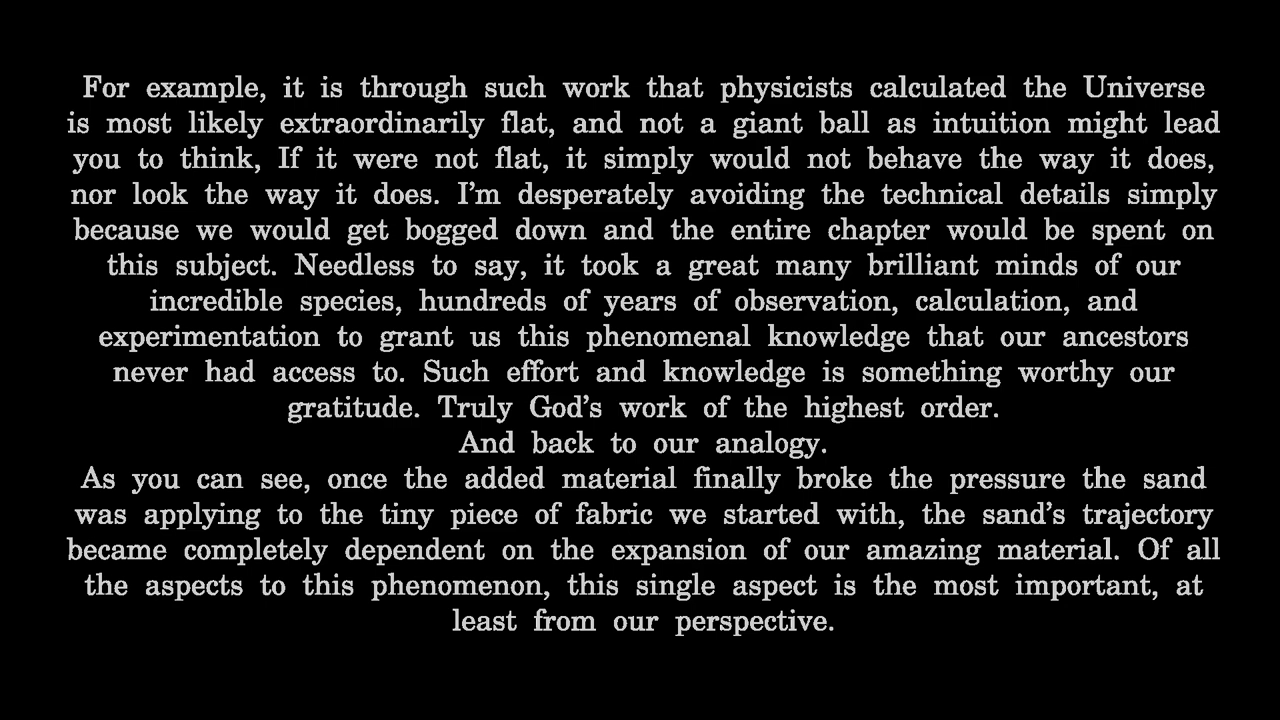 For example, it is through such work that physicists calculated the Universe
is most likely extraordinarily flat, and not a giant ball as intuition might lead
you to think, If it were not flat, it simply would not behave the way it does,
nor look the way it does. I'm desperately avoiding the technical details simply
because we would get bogged down and the entire chapter would be spent on
this subject. Needless to say, it took a great many brilliant minds of our
incredible species, hundreds of years of observation, calculation, and
experimentation to grant us this phenomenal knowledge that our ancestors
never had access to. Such effort and knowledge is something worthy our
gratitude. Truly God's work of the highest order.
And back to our analogy.
As you can see, once the added material finally broke the pressure the sand
was applying to the tiny piece of fabric we started with, the sand's trajectory
became completely dependent on the expansion of our amazing material. Of all
the aspects to this phenomenon, this single aspect is the most important, at
least from our perspective.